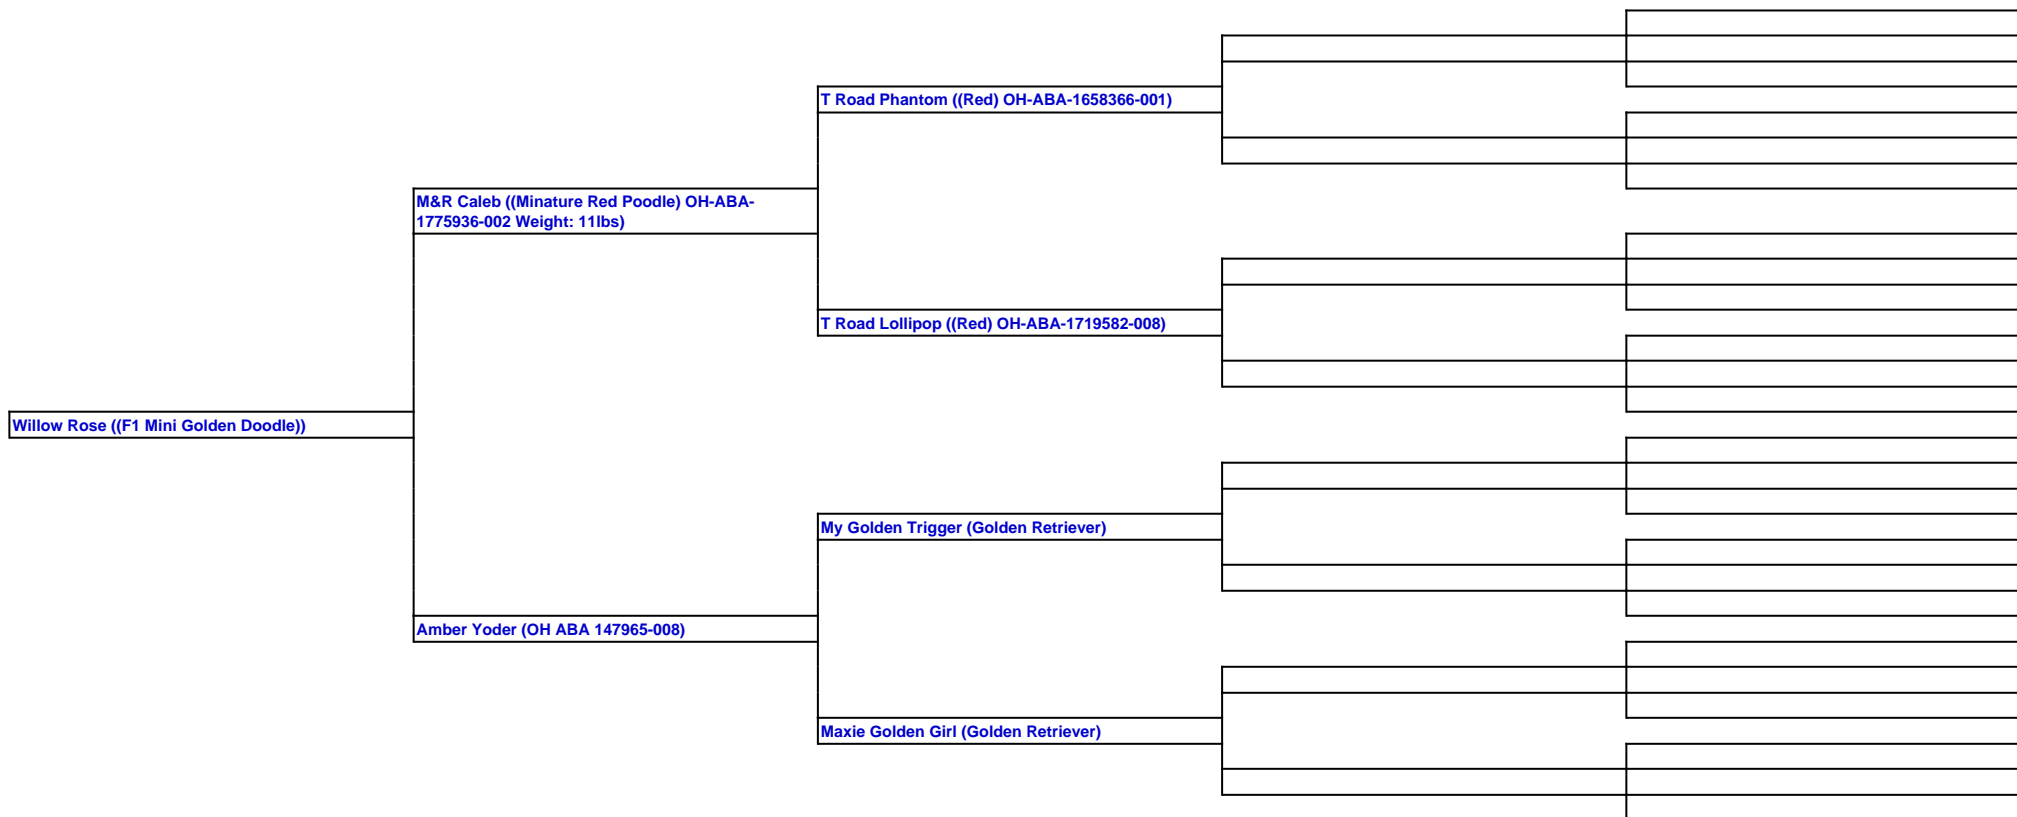 T Road Phantom ((Red) OH-ABA-1658366-001)
M&R Caleb ((Minature Red Poodle) OH-ABA-
1775936-002 Weight: 11lbs)
T Road Lollipop ((Red) OH-ABA-1719582-008)
Willow Rose ((F1 Mini Golden Doodle))
My Golden Trigger (Golden Retriever)
Amber Yoder (OH ABA 147965-008)
Maxie Golden Girl (Golden Retriever)